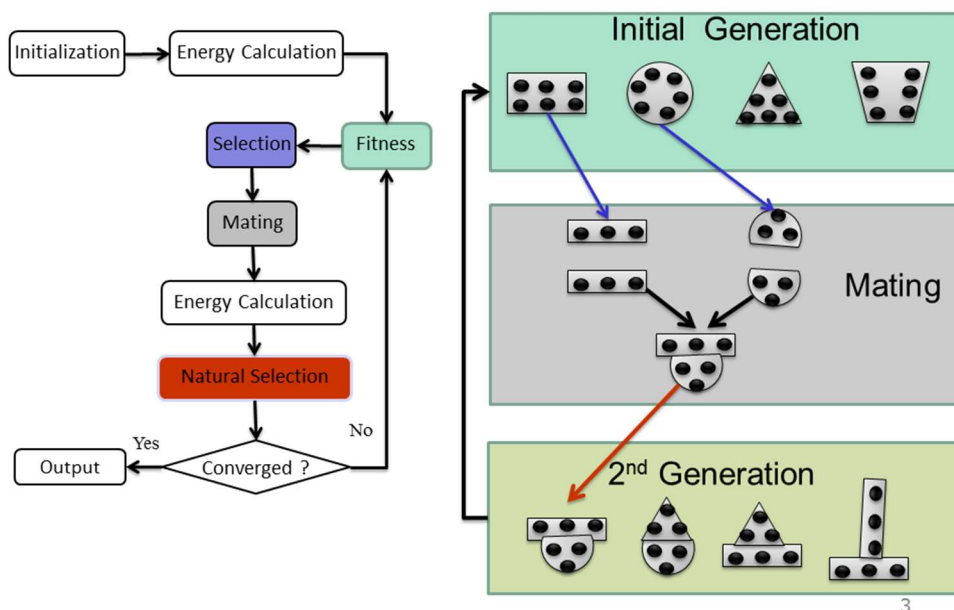 Initialization
Energy Calculation
Selection
Fitness
Mating
Energy Calculation
Natural Selection
Yes
No
Output
Converged ?
Initial Generation
Mating
2nd Generation
3